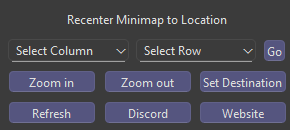 Recenter Minimap to Location
Select Column Select Row Go
Zoom in Zoom out Set Destination
Refresh Discord Website